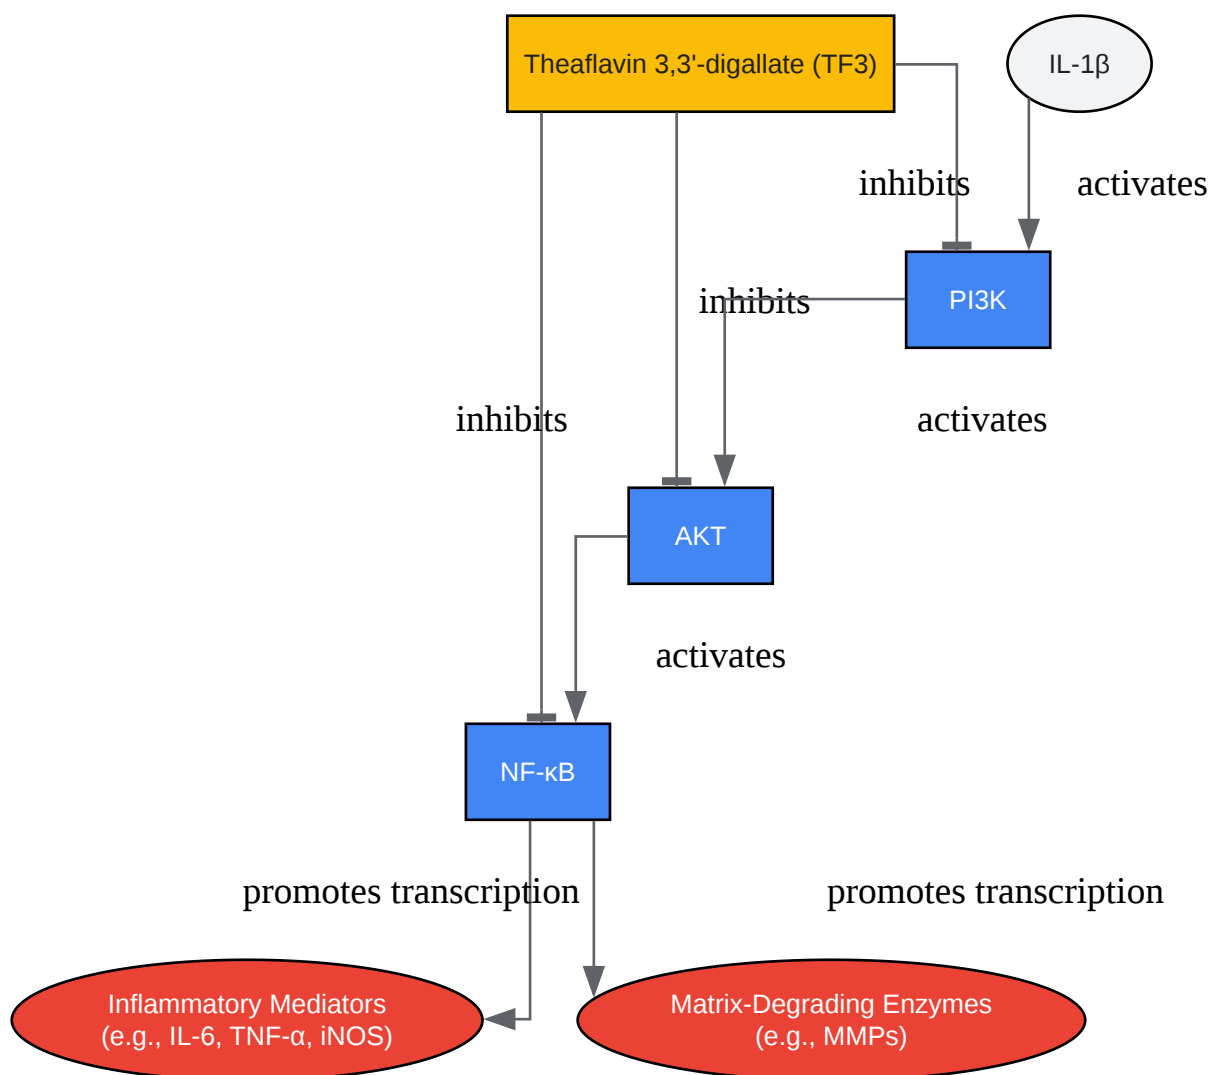 Theaflavin 3,3'-digallate (TF3)
IL-1β
inhibits
activates
PI3K
inhibits
inhibits
activates
AKT
activates
NF-κB
promotes transcription
promotes transcription
Inflammatory Mediators
(e.g., IL-6, TNF-α, iNOS)
Matrix-Degrading Enzymes
(e.g., MMPs)